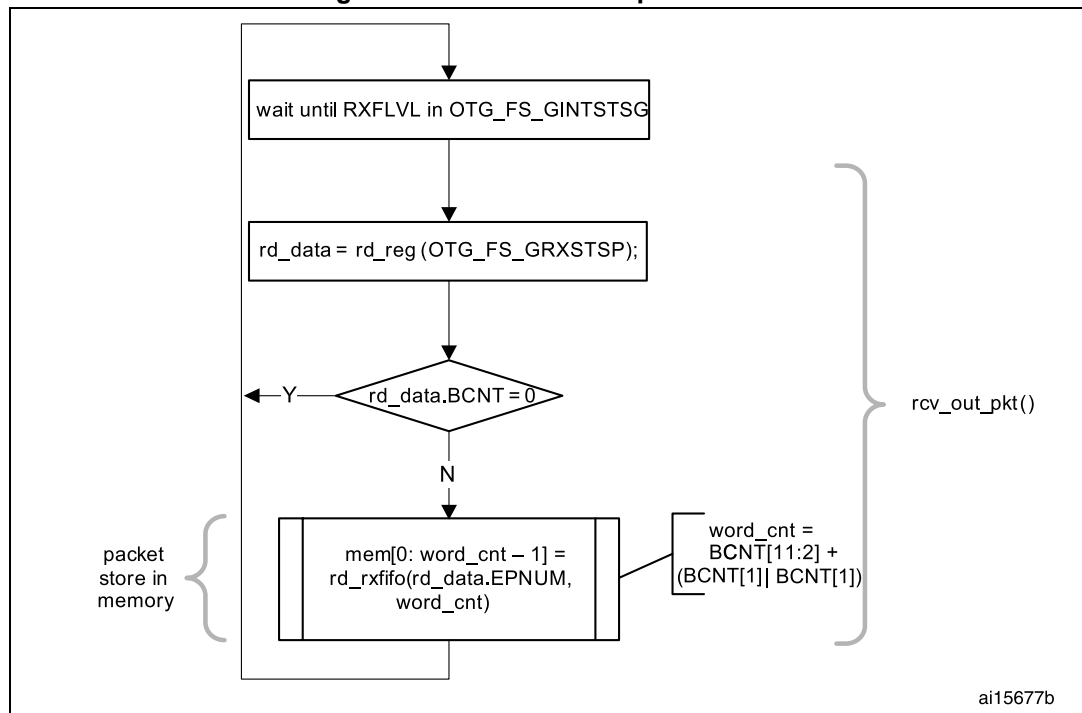 wait until RXFLVL in OTG_FS_GINTSTSG
rd_data = rd_reg (OTG_FS_GRXSTSP);
rd_data.BCNT = 0
Y
rcv_out_pkt()
N
packet
store in
memory
mem[0: word_cnt – 1] =
rd_rxfifo(rd_data.EPNUM,
word_cnt)
word_cnt =
BCNT[11:2] +
(BCNT[1] | BCNT[1])
ai15677b